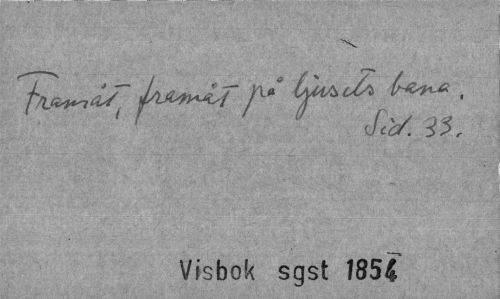 Framåt, framåt på ljusets bana.
Sid. 33.
Visbok sgst 1854